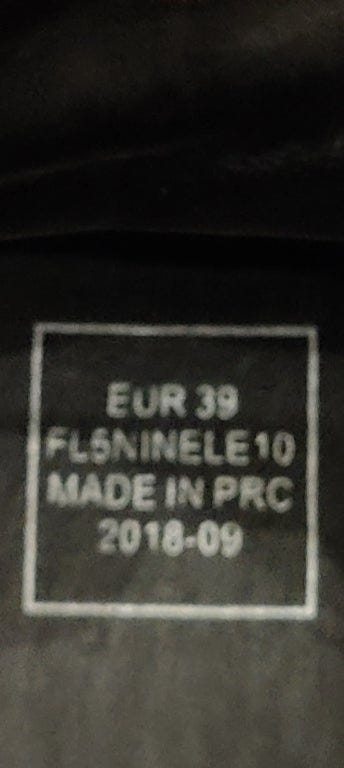 EUR 39
FL5NINELE10
MADE IN PRC
2018-09